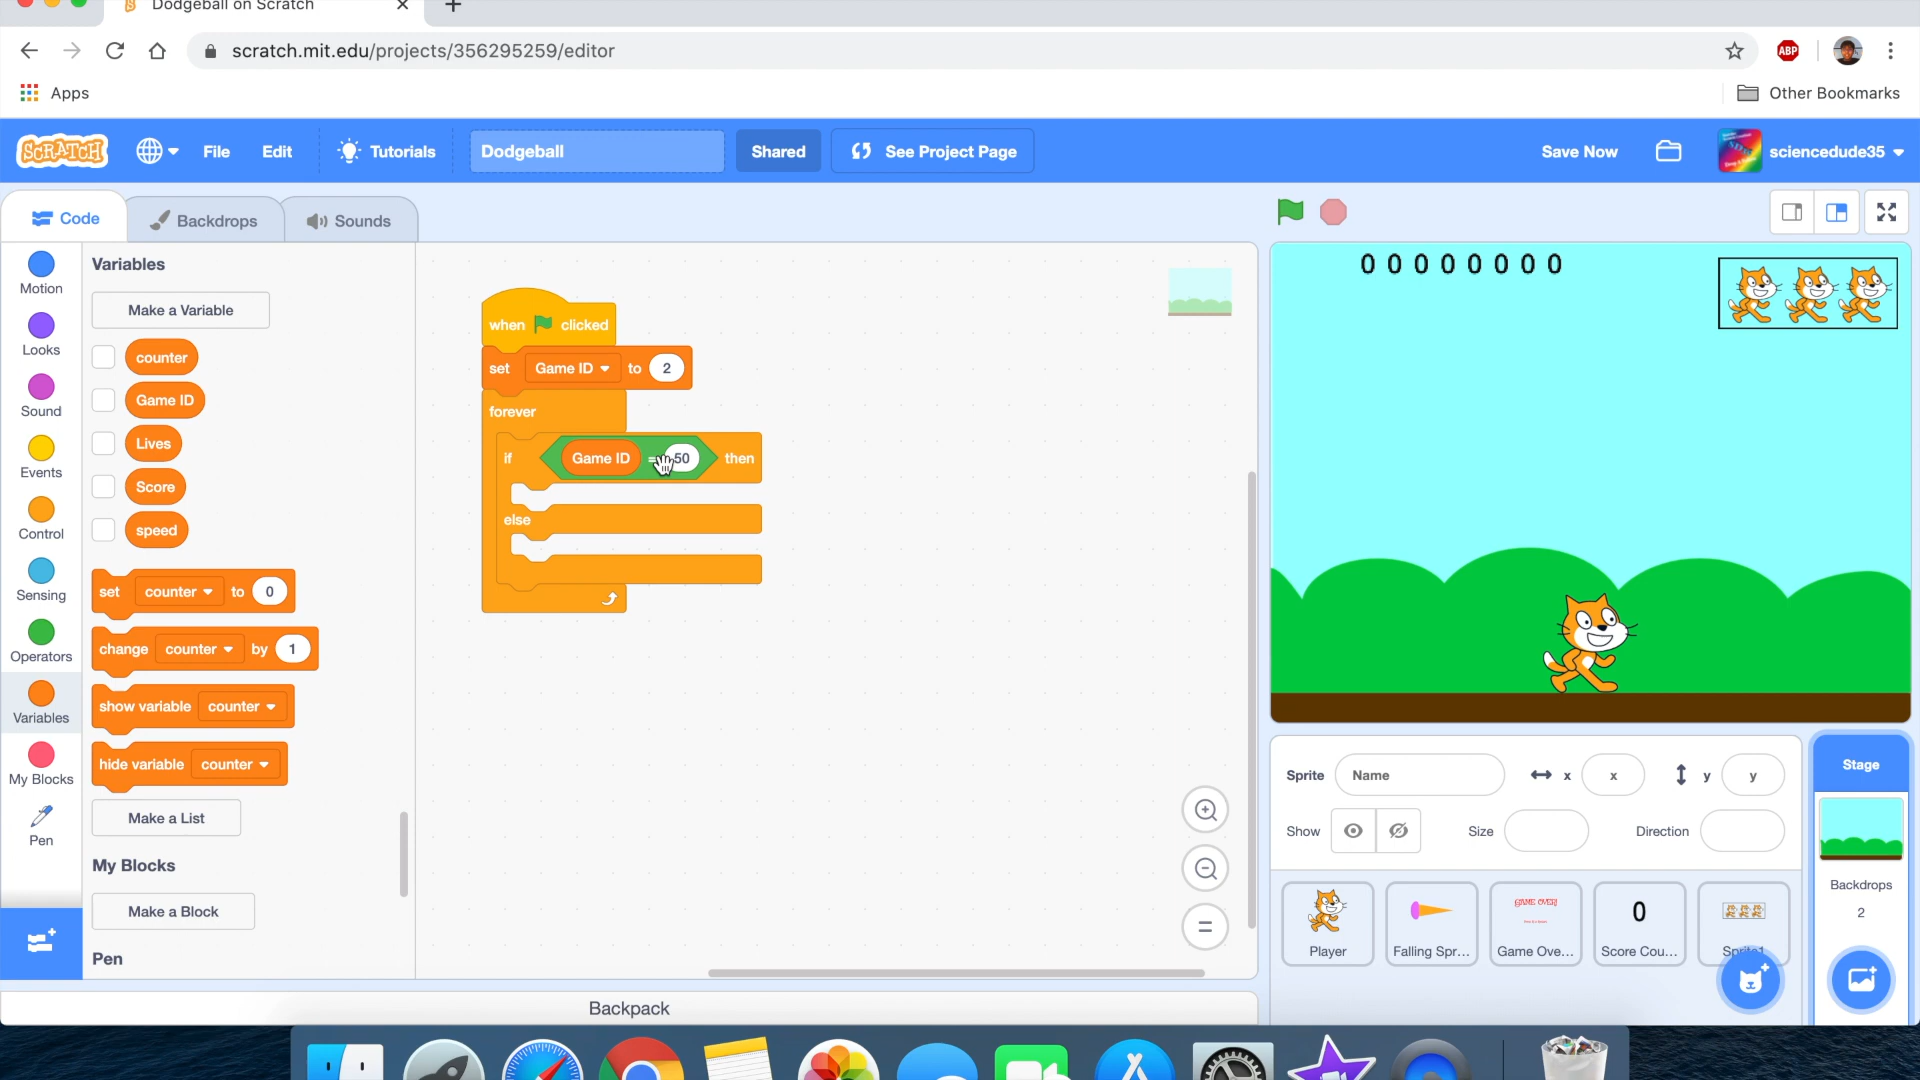 Dodgeball on Scratch
scratch.mit.edu/projects/356295259/editor
ABP
Apps
Other Bookmarks
SCRATCH
File
Edit
Tutorials
Dodgeball
Shared
See Project Page
Save Now
sciencedude35
Code
Backdrops
Sounds
Motion
Looks
Sound
Events
Control
Sensing
Operators
Variables
My Blocks
Pen
Variables
Make a Variable
counter
Game ID
Lives
Score
speed
set counter to 0
change counter by 1
show variable counter
hide variable counter
Make a List
My Blocks
Make a Block
Pen
when clicked
set Game ID to 2
forever
if Game ID = 50 then
else
0 0 0 0 0 0 0 0
Sprite Name x x y y
Show Size Direction
Player
Falling Spr...
GAME OVER!
Game Ove...
0
Score Cou...
Sprite1
Stage
Backdrops
2
Backpack